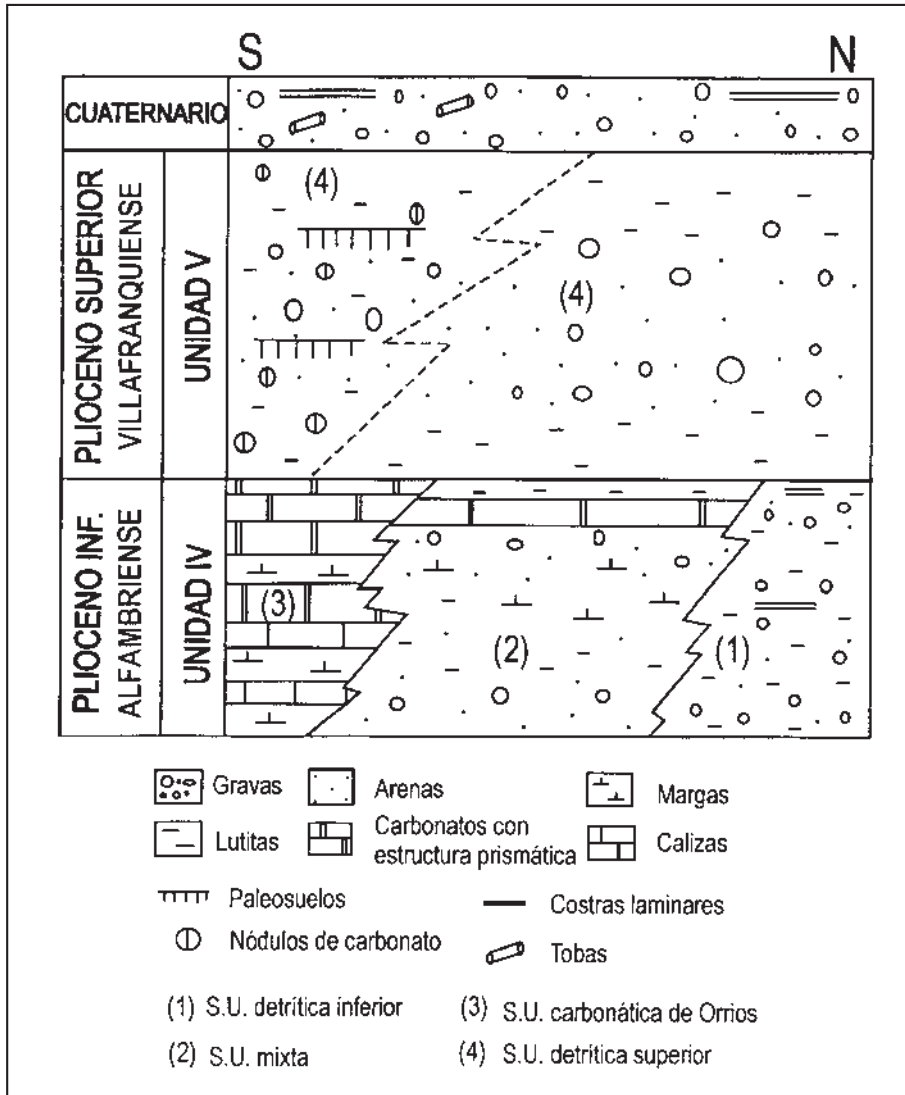 S N
CUATERNARIO
PLIOCENO SUPERIOR
VILLAFRANQUIENSE
UNIDAD V
(4)
(4)
PLIOCENO INF.
ALFAMBRIENSE
UNIDAD IV
(3)
(2)
(1)
Gravas Arenas Margas
Lutitas Carbonatos con
estructura prismática Calizas
Paleosuelos Costras laminares
Nódulos de carbonato Tobas
(1) S.U. detrítica inferior (3) S.U. carbonática de Orrios
(2) S.U. mixta (4) S.U. detrítica superior